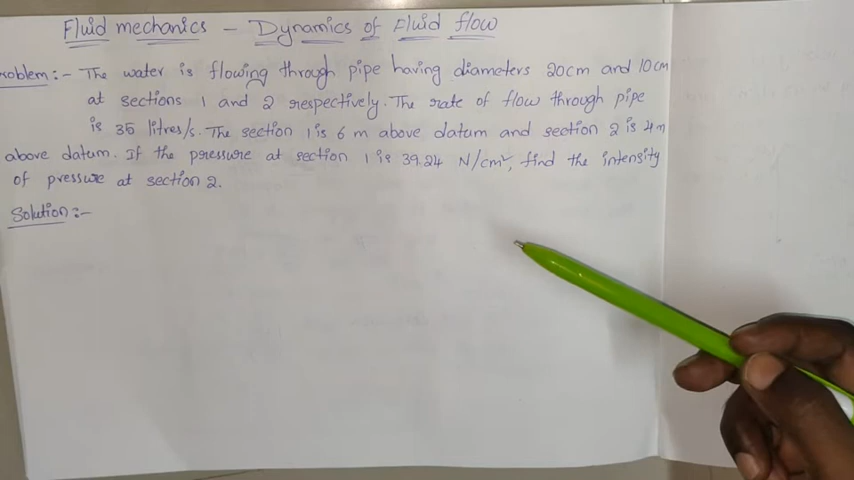 Fluid mechanics - Dynamics of Fluid flow
roblem:- The water is flowing through pipe having diameters 20cm and 10cm
at sections 1 and 2 respectively. The rate of flow through pipe
is 35 litres/s. The section 1 is 6 m above datum and section 2 is 4m
above datum. If the pressure at section 1 is 39.24 N/cm², find the intensity
of pressure at section 2.
Solution:-